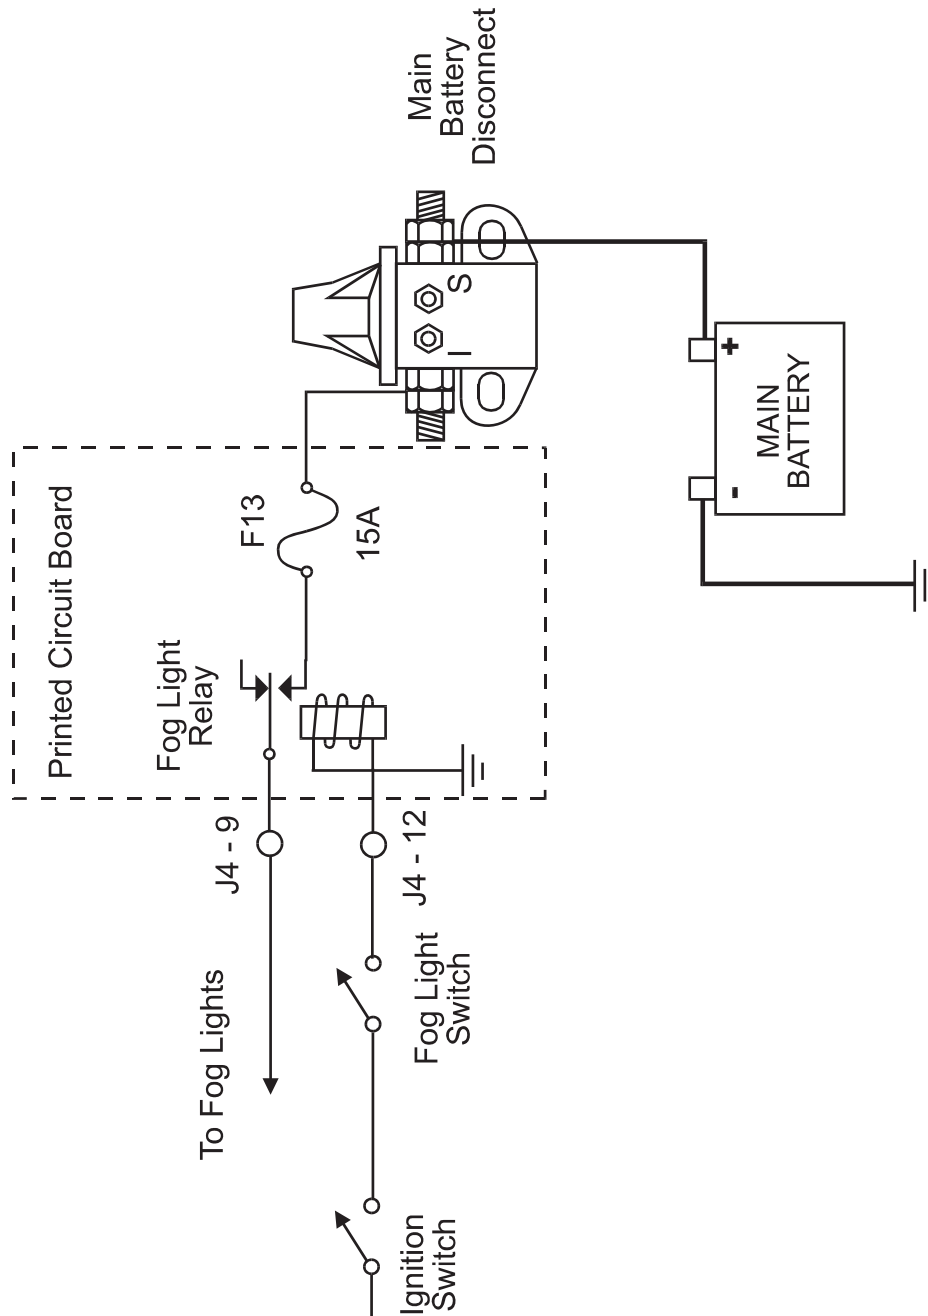 Printed Circuit Board
Fog Light
Relay
F13
15A
Main
Battery
Disconnect
I
S
To Fog Lights
J4 - 9
J4 - 12
Ignition
Switch
Fog Light
Switch
-
+
MAIN
BATTERY